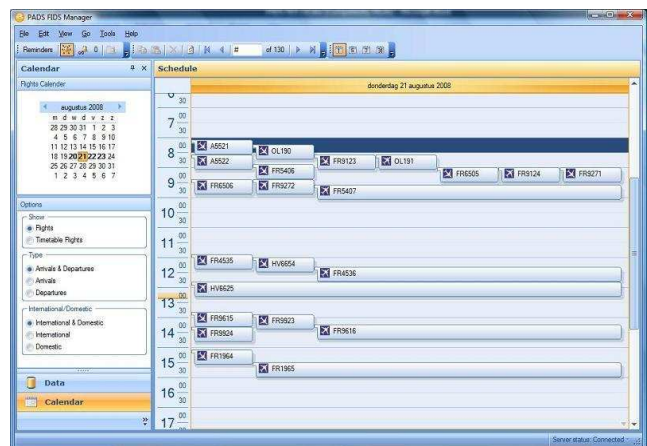 PADS FIDS Manager
File Edit View Go Tools Help
Reminders # of 130
Calendar
Flights Calender
augustus 2008
m d w d v z z
28 29 30 31 1 2 3
4 5 6 7 8 9 10
11 12 13 14 15 16 17
18 19 20 21 22 23 24
25 26 27 28 29 30 31
1 2 3 4 5 6 7
Options
Show
Flights
Timetable Flights
Type
Arrivals & Departures
Arrivals
Departures
International/Domestic
International & Domestic
International
Domestic
Data
Calendar
Schedule
donderdag 21 augustus 2008
30
7 00
30
8 00
A5521 OL190
30
A5522 FR9123 OL191
FR5406 FR6505 FR9124 FR9271
9 00
30
FR6506 FR9272 FR5407
10 00
30
11 00
30
FR4535 HV6654
12 00
FR4536
30
HV6625
13 00
30
FR9615 FR9923
14 00
FR9924 FR9616
30
15 00
FR1964
30
FR1965
16 00
30
17 00
Server status: Connected